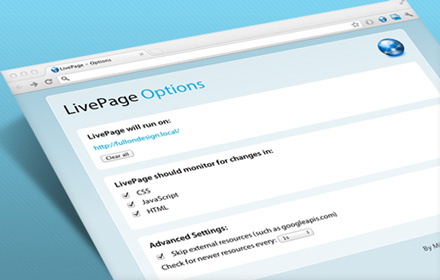 LivePage - Options
LivePage Options
LivePage will run on:
http://fullondesign.local/
Clear all
LivePage should monitor for changes in:
CSS
JavaScript
HTML
Advanced Settings:
Skip external resources (such as googleapis.com)
Check for newer resources every: 1s
By Mi